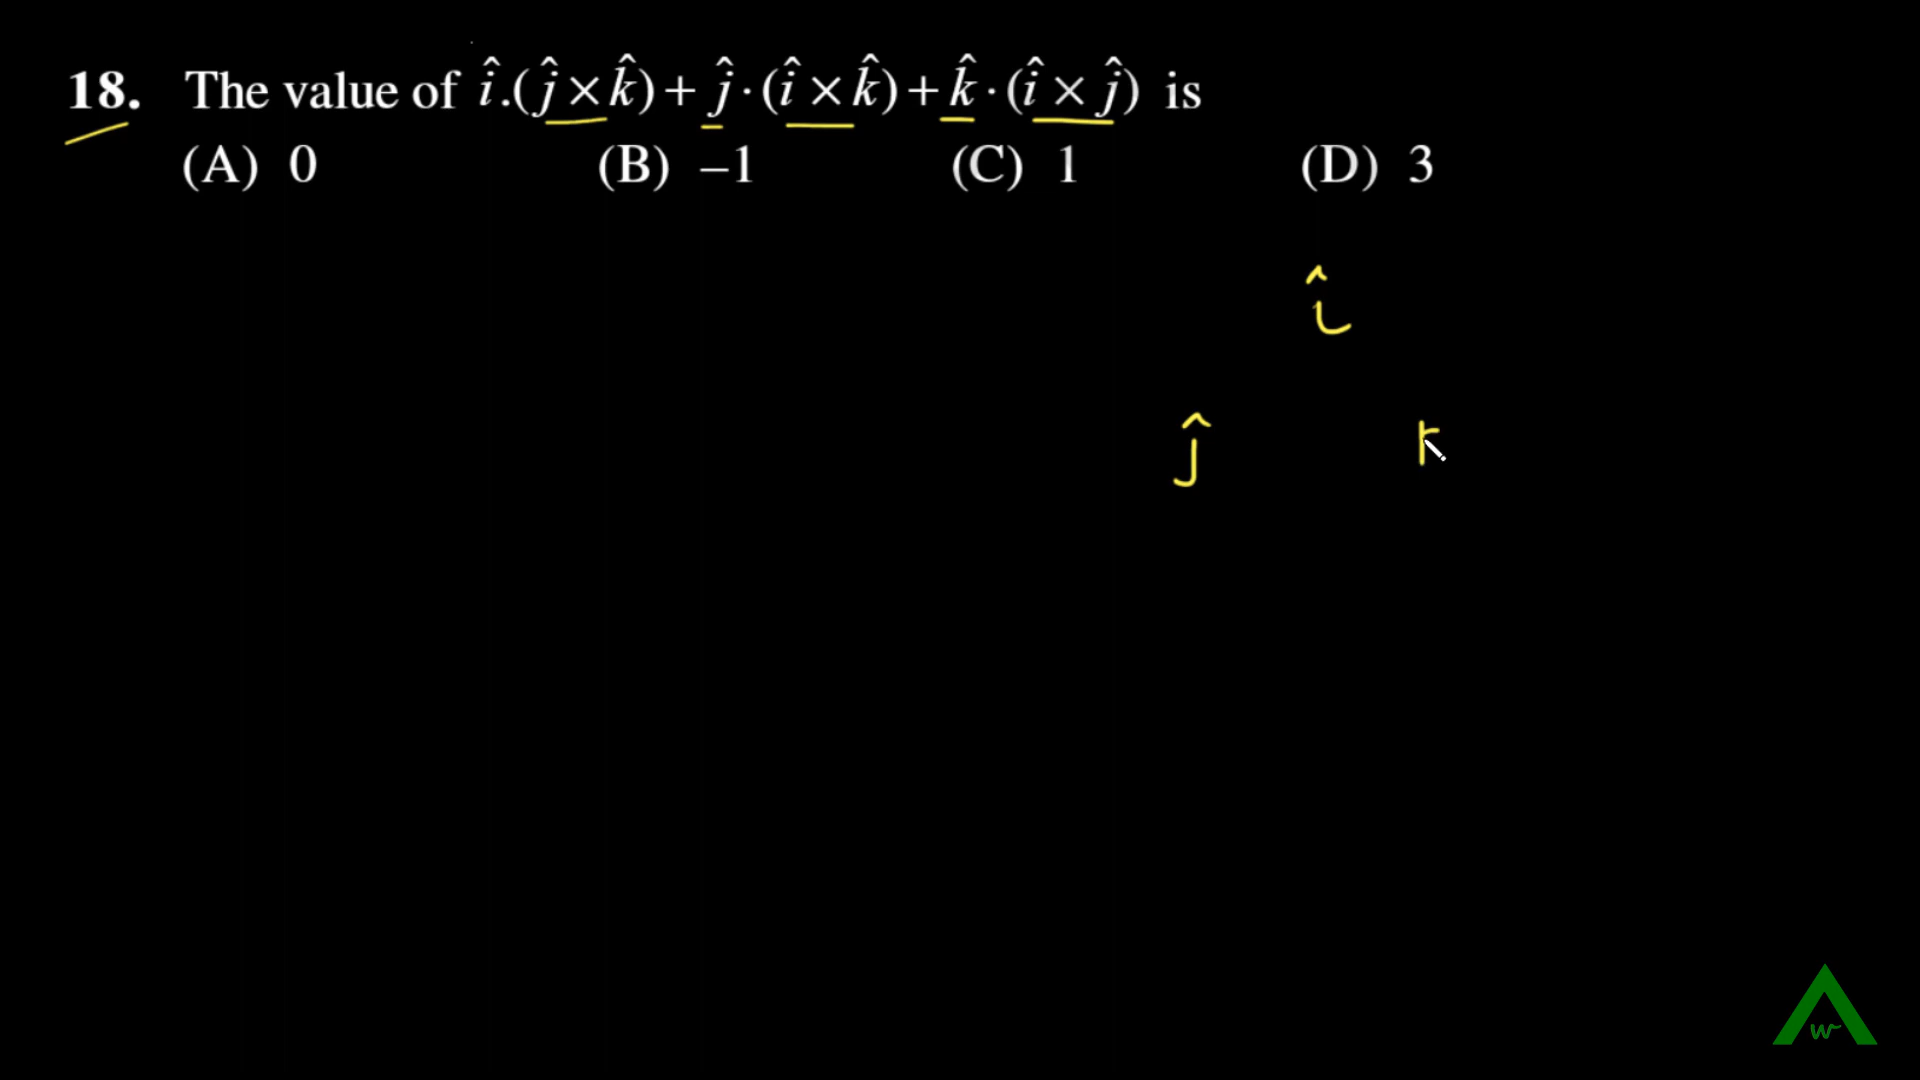 18. The value of î.(ĵ×k̂)+ĵ·(î×k̂)+k̂·(î×ĵ) is
(A) 0 (B) –1 (C) 1 (D) 3
î
ĵ k
w